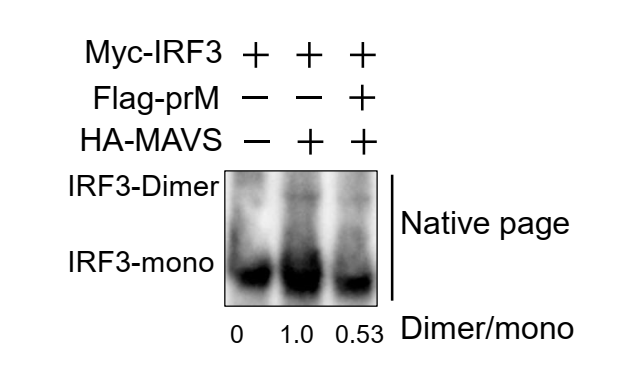 Myc-IRF3 + + +
Flag-prM − − +
HA-MAVS − + +
IRF3-Dimer
Native page
IRF3-mono
0 1.0 0.53 Dimer/mono